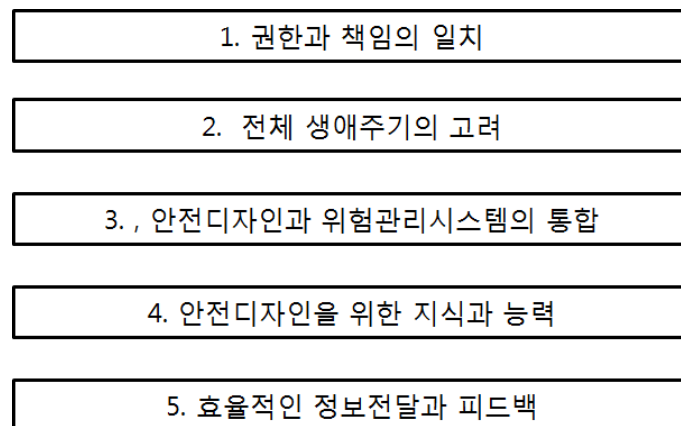 1. 권한과 책임의 일치
2. 전체 생애주기의 고려
3. , 안전디자인과 위험관리시스템의 통합
4. 안전디자인을 위한 지식과 능력
5. 효율적인 정보전달과 피드백